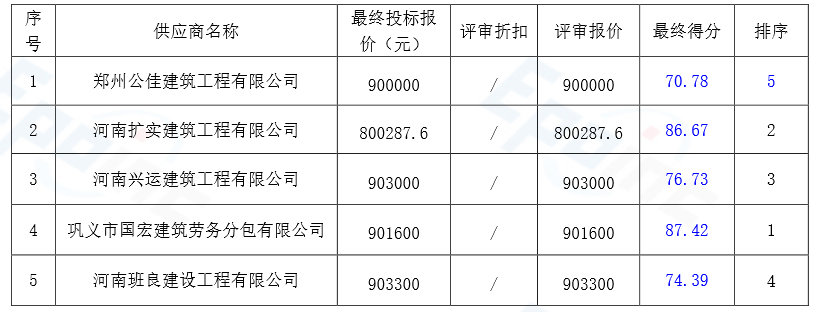 序号 供应商名称 最终投标报价（元） 评审折扣 评审报价 最终得分 排序
1 郑州公佳建筑工程有限公司 900000 / 900000 70.78 5
2 河南扩实建筑工程有限公司 800287.6 / 800287.6 86.67 2
3 河南兴运建筑工程有限公司 903000 / 903000 76.73 3
4 巩义市国宏建筑劳务分包有限公司 901600 / 901600 87.42 1
5 河南班良建设工程有限公司 903300 / 903300 74.39 4